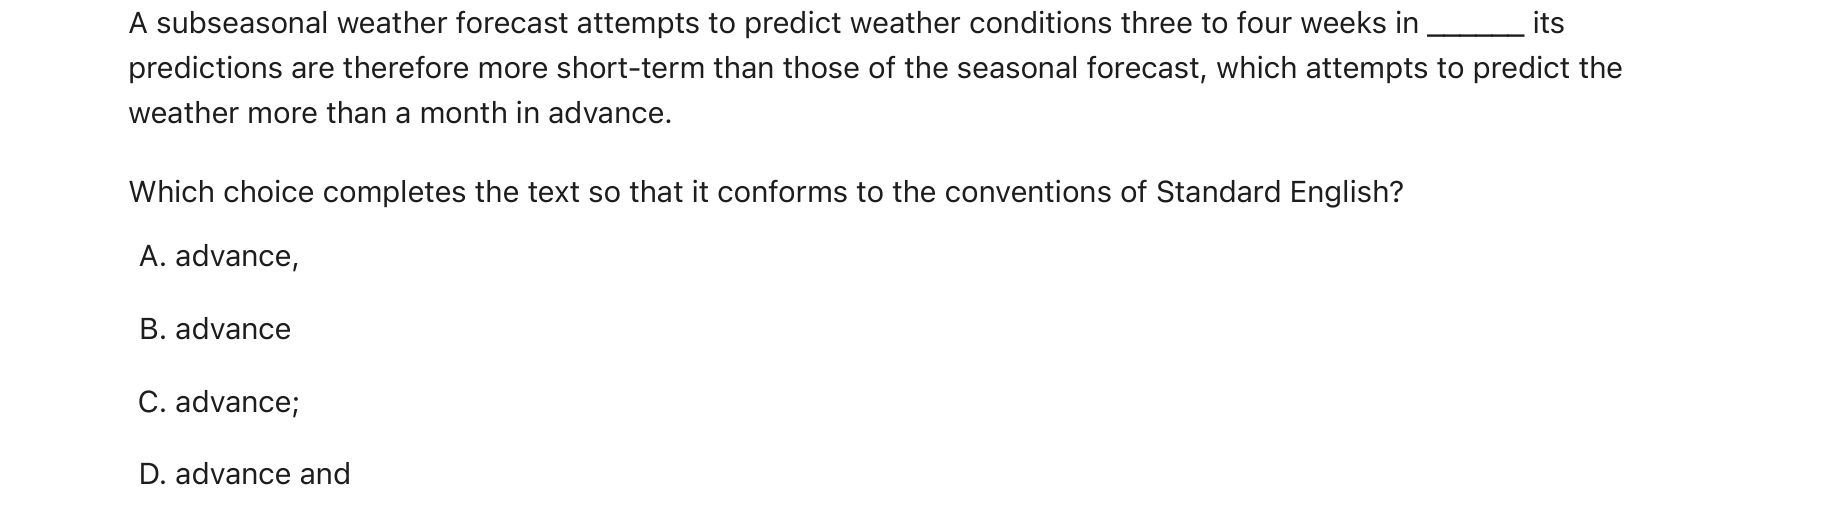 A subseasonal weather forecast attempts to predict weather conditions three to four weeks in ______ its
predictions are therefore more short-term than those of the seasonal forecast, which attempts to predict the
weather more than a month in advance.
Which choice completes the text so that it conforms to the conventions of Standard English?
A. advance,
B. advance
C. advance;
D. advance and